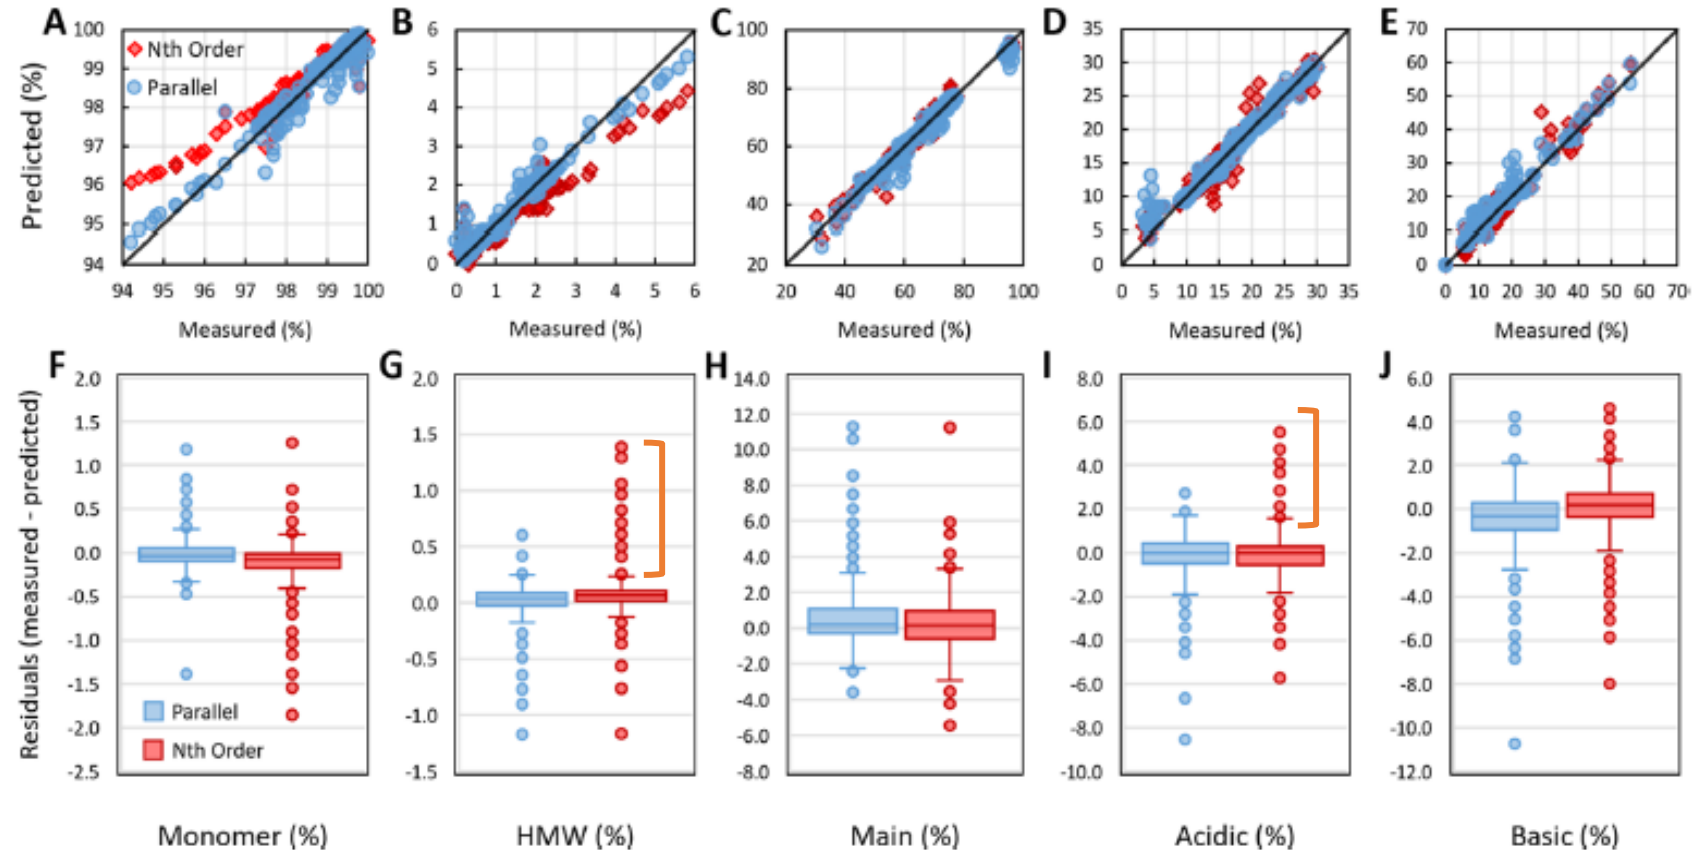 A B C D E
Predicted (%)
100 99 98 97 96 95 94
Nth Order
Parallel
94 95 96 97 98 99 100
Measured (%)
6 5 4 3 2 1 0
0 1 2 3 4 5 6
Measured (%)
100 80 60 40 20
20 40 60 80 100
Measured (%)
35 30 25 20 15 10 5 0
0 5 10 15 20 25 30 35
Measured (%)
70 60 50 40 30 20 10 0
0 10 20 30 40 50 60 70
Measured (%)
F G H I J
Residuals (measured - predicted)
2.0 1.5 1.0 0.5 0.0 -0.5 -1.0 -1.5 -2.0 -2.5
Parallel
Nth Order
Monomer (%)
2.0 1.5 1.0 0.5 0.0 -0.5 -1.0 -1.5
HMW (%)
14.0 12.0 10.0 8.0 6.0 4.0 2.0 0.0 -2.0 -4.0 -6.0 -8.0
Main (%)
8.0 6.0 4.0 2.0 0.0 -2.0 -4.0 -6.0 -8.0 -10.0
Acidic (%)
6.0 4.0 2.0 0.0 -2.0 -4.0 -6.0 -8.0 -10.0 -12.0
Basic (%)